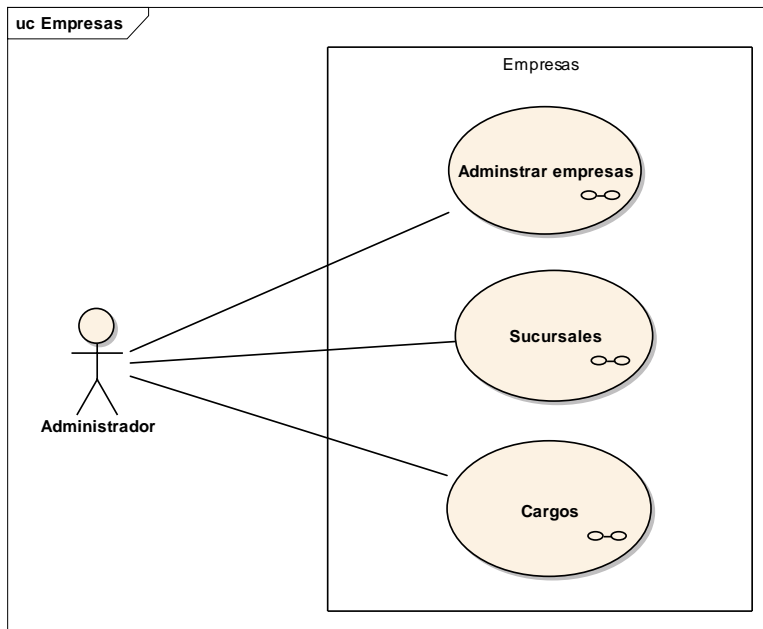 uc Empresas
Empresas
Adminstrar empresas
Sucursales
Administrador
Cargos